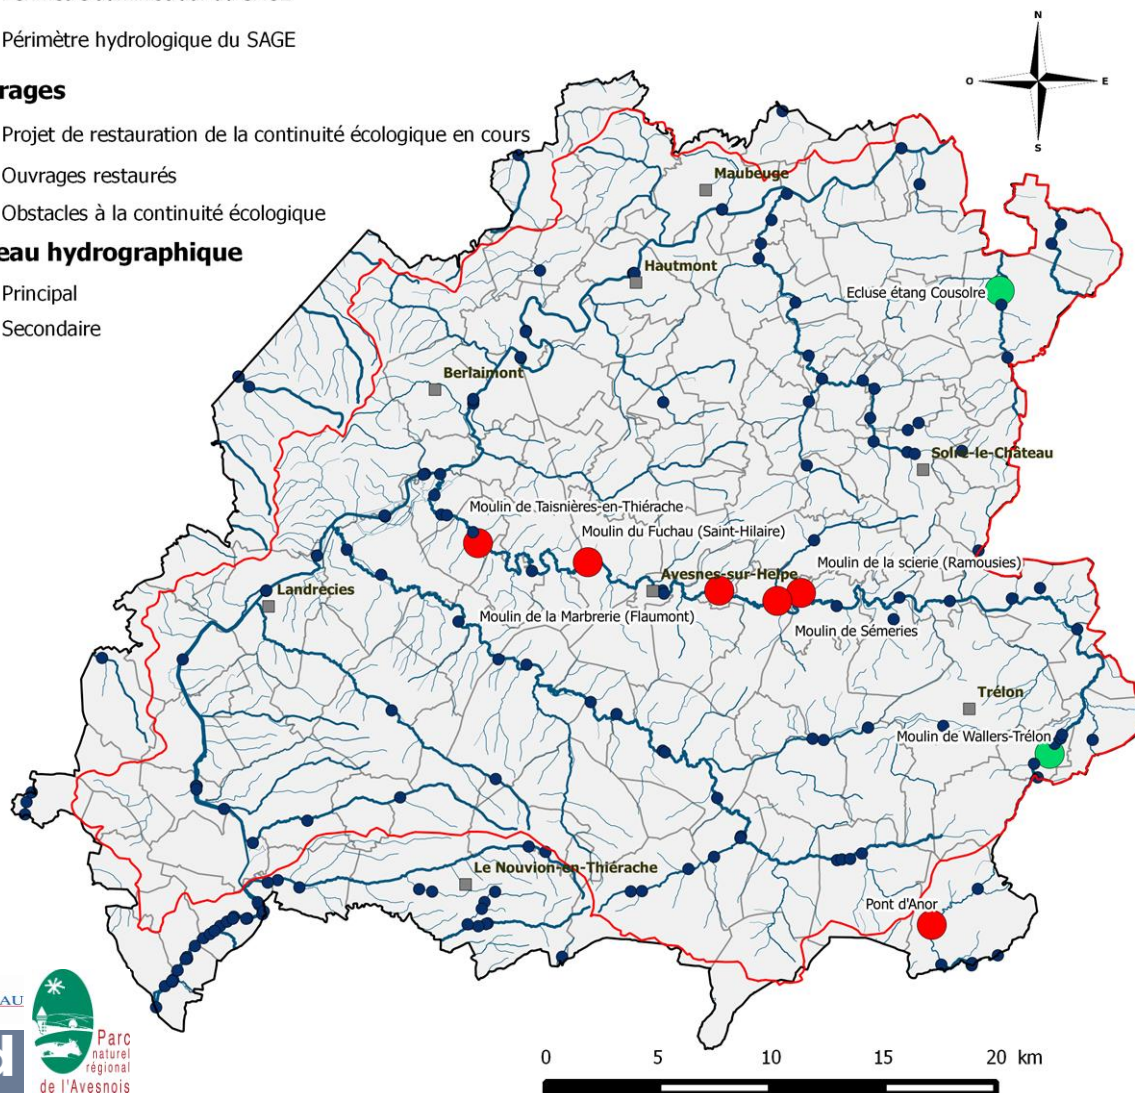 Périmètre hydrologique du SAGE
rages
Projet de restauration de la continuité écologique en cours
Ouvrages restaurés
Obstacles à la continuité écologique
eau hydrographique
Principal
Secondaire
N
O
E
S
Maubeuge
Hautmont
Ecluse étang Cousolre
Berlaimont
Solre-le-Château
Moulin de Taisnières-en-Thiérache
Moulin du Fuchau (Saint-Hilaire)
Avesnes-sur-Helpe
Moulin de la scierie (Ramousies)
Landrecies
Moulin de la Marbrerie (Flaumont)
Moulin de Sémeries
Trélon
Moulin de Wallers-Trélon
Le Nouvion-en-Thiérache
Pont d'Anor
AU
d
Parc
naturel
régional
de l'Avesnois
0 5 10 15 20 km